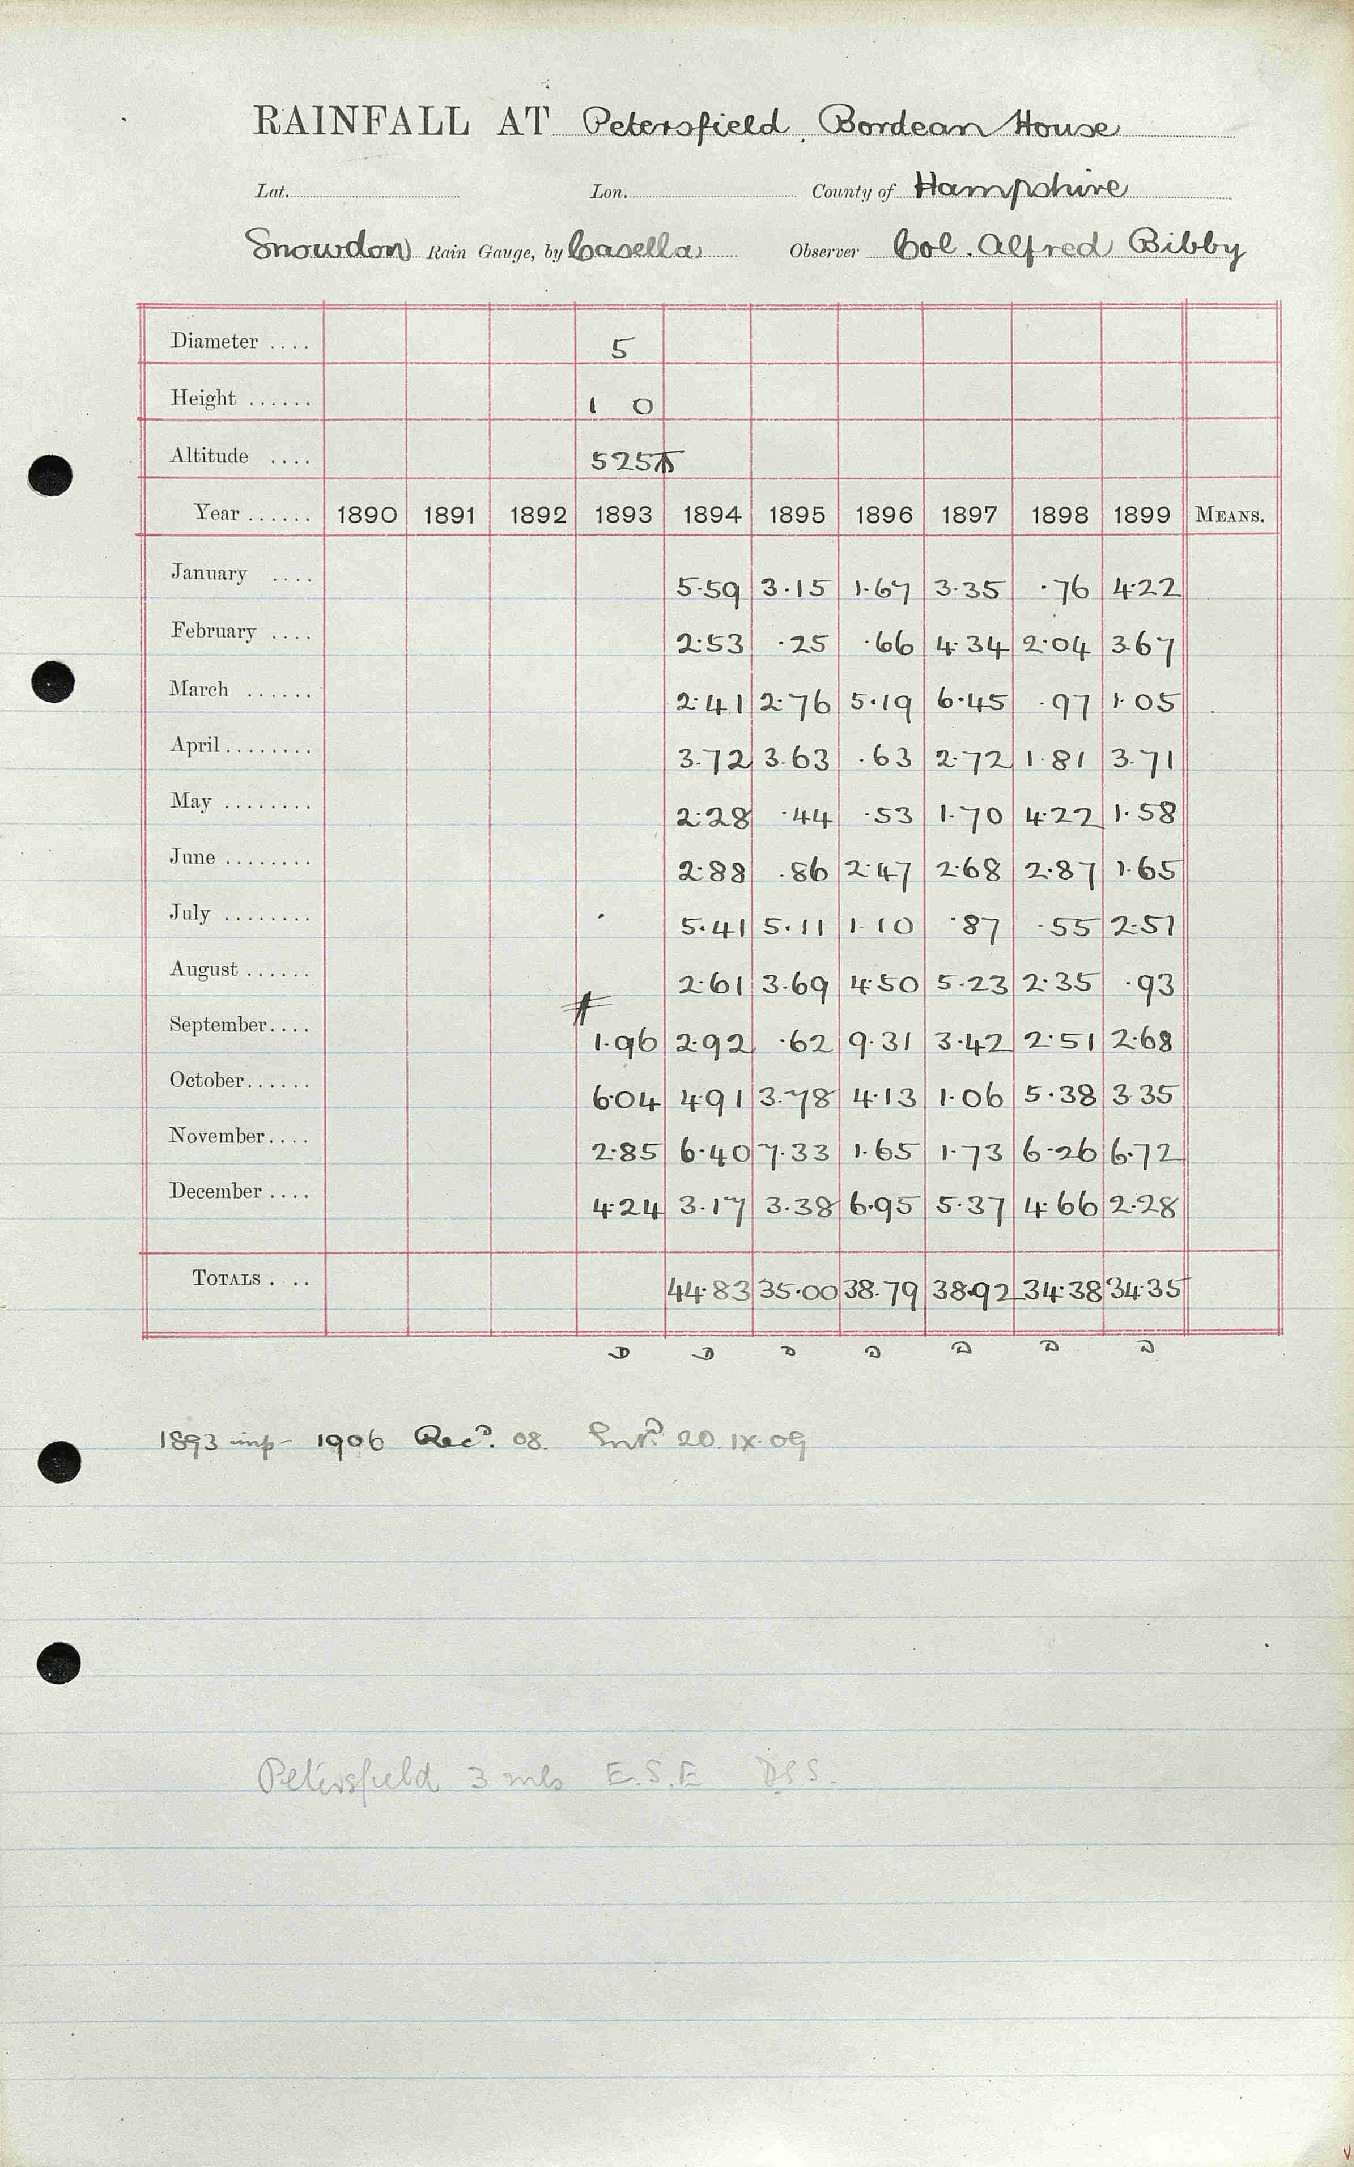 RAINFALL AT Petersfield. Bordean House
Lat. Lon. County of Hampshire
Snowdon Rain Gauge, by Casella Observer Col. Alfred Bibby
Diameter .... 5
Height ...... 1 0
Altitude .... 525
Year ...... 1890 1891 1892 1893 1894 1895 1896 1897 1898 1899 MEANS.
January .... 5.59 3.15 1.67 3.35 .76 4.22
February .... 2.53 .25 .66 4.34 2.04 3.67
March ...... 2.41 2.76 5.19 6.45 .97 1.05
April ........ 3.72 3.63 .63 2.72 1.81 3.71
May ........ 2.28 .44 .53 1.70 4.22 1.58
June ........ 2.88 .86 2.47 2.68 2.87 1.65
July ........ 5.41 5.11 1.10 .87 .55 2.51
August ...... 2.61 3.69 4.50 5.23 2.35 .93
September.... 1.96 2.92 .62 9.31 3.42 2.51 2.68
October...... 6.04 4.91 3.78 4.13 1.06 5.38 3.35
November.... 2.85 6.40 7.33 1.65 1.73 6.26 6.72
December .... 4.24 3.17 3.38 6.95 5.37 4.66 2.28
TOTALS . .. 44.83 35.00 38.79 38.92 34.38 34.35
D D D D D D D
1893 imp - 1906 Recd. 08. Entd. 20.IX.09
Petersfield 3 mls E.S.E